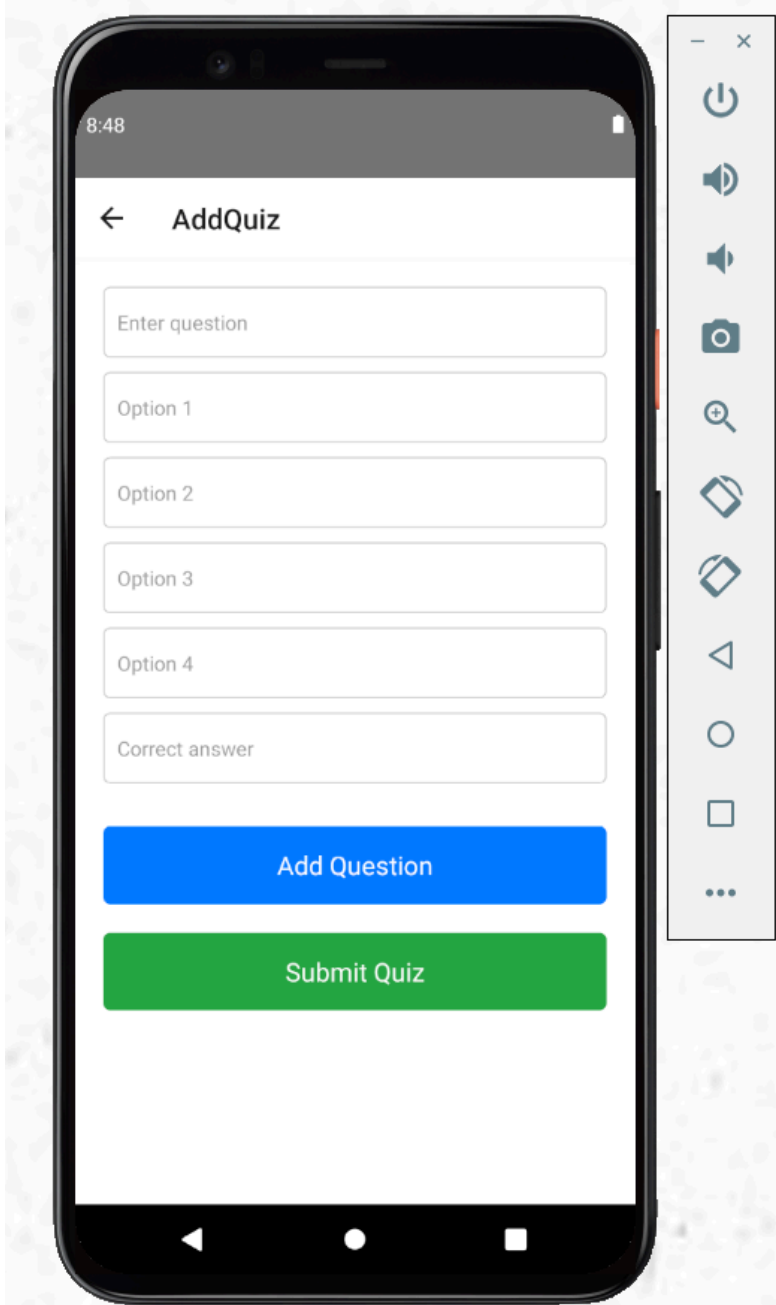 8:48
AddQuiz
Enter question
Option 1
Option 2
Option 3
Option 4
Correct answer
Add Question
Submit Quiz